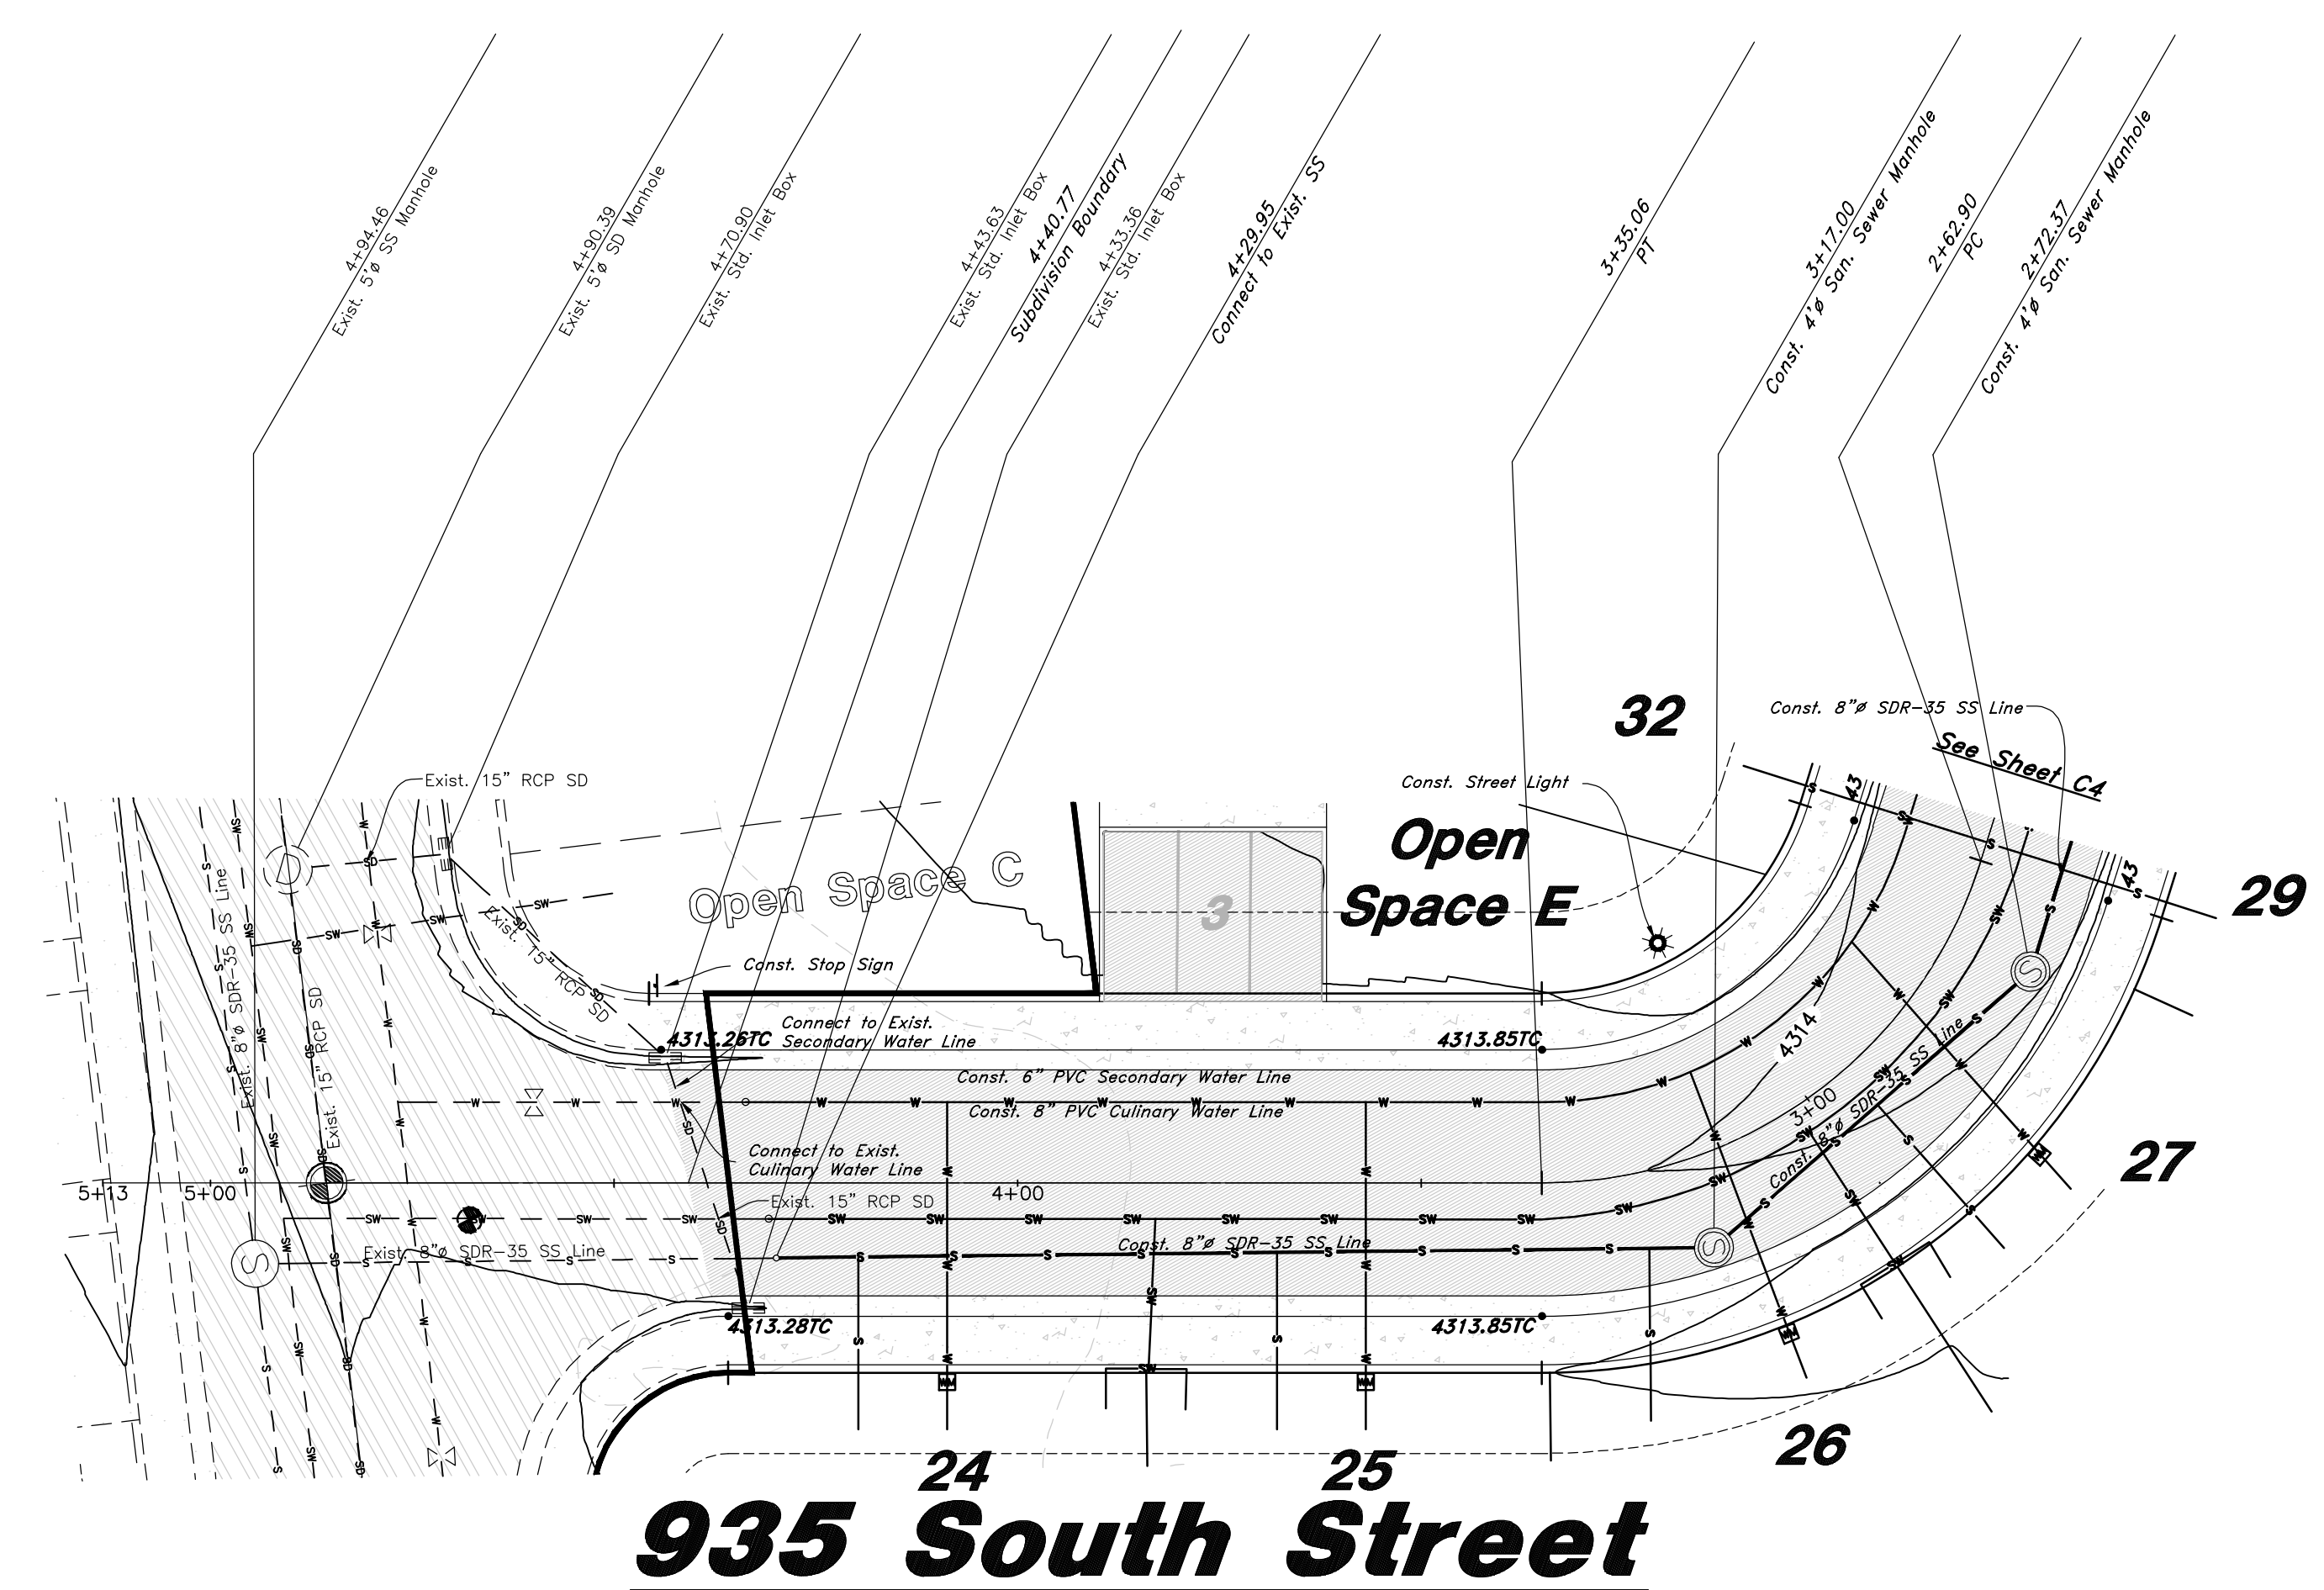 4+94.46
Exist. 5'ø SS Manhole
4+90.39
Exist. 5'ø SD Manhole
4+70.90
Exist. Std. Inlet Box
4+43.63
Exist. Std. Inlet Box
4+40.77
Subdivision Boundary
4+33.36
Exist. Std. Inlet Box
4+29.95
Connect to Exist. SS
3+35.06
PT
3+17.00
Const. 4'ø San. Sewer Manhole
2+62.90
PC
2+72.37
Const. 4'ø San. Sewer Manhole
32
Const. 8"ø SDR-35 SS Line
See Sheet C4
Exist. 15" RCP SD
Const. Street Light
43
43
Open
Space E
Open Space C
3
29
Exist. 15" RCP SD
Const. Stop Sign
Exist. 8"ø SDR-35 SS Line
Exist. 15" RCP SD
4313.26TC
Connect to Exist.
Secondary Water Line
4313.85TC
4314
Const. 6" PVC Secondary Water Line
Const. 8" PVC Culinary Water Line
3+00
Const. 8"ø SDR-35 SS Line
Connect to Exist.
Culinary Water Line
27
5+13
5+00
4+00
Exist. 15" RCP SD
Exist. 8"ø SDR-35 SS Line
Const. 8"ø SDR-35 SS Line
4313.28TC
4313.85TC
WM
WM
WM
WM
24
25
26
935 South Street